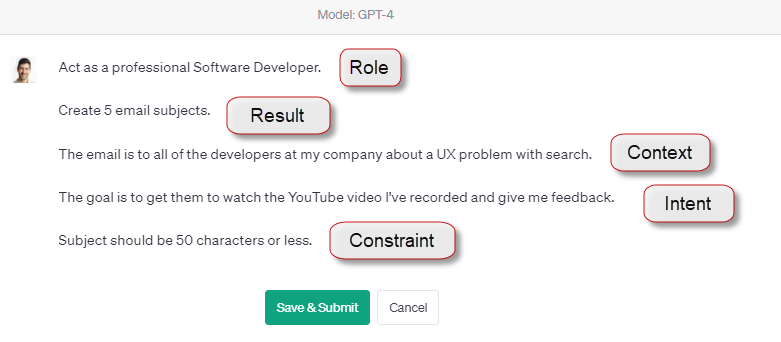 Model: GPT-4
Act as a professional Software Developer. Role
Create 5 email subjects. Result
The email is to all of the developers at my company about a UX problem with search. Context
The goal is to get them to watch the YouTube video I've recorded and give me feedback. Intent
Subject should be 50 characters or less. Constraint
Save & Submit Cancel